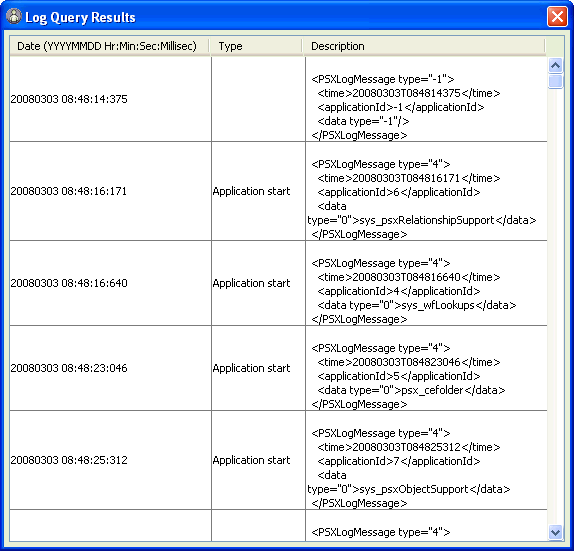 Log Query Results
Date (YYYYMMDD Hr:Min:Sec:Millisec) Type Description
<PSXLogMessage type="-1">
<time>20080303T084814375</time>
20080303 08:48:14:375 <applicationId>-1</applicationId>
<data type="-1"/>
</PSXLogMessage>
<PSXLogMessage type="4">
<time>20080303T084816171</time>
20080303 08:48:16:171 Application start <applicationId>6</applicationId>
<data
type="0">sys_psxRelationshipSupport</data>
</PSXLogMessage>
<PSXLogMessage type="4">
<time>20080303T084816640</time>
20080303 08:48:16:640 Application start <applicationId>4</applicationId>
<data type="0">sys_wfLookups</data>
</PSXLogMessage>
<PSXLogMessage type="4">
<time>20080303T084823046</time>
20080303 08:48:23:046 Application start <applicationId>5</applicationId>
<data type="0">psx_cefolder</data>
</PSXLogMessage>
<PSXLogMessage type="4">
<time>20080303T084825312</time>
20080303 08:48:25:312 Application start <applicationId>7</applicationId>
<data
type="0">sys_psxObjectSupport</data>
</PSXLogMessage>
<PSXLogMessage type="4">